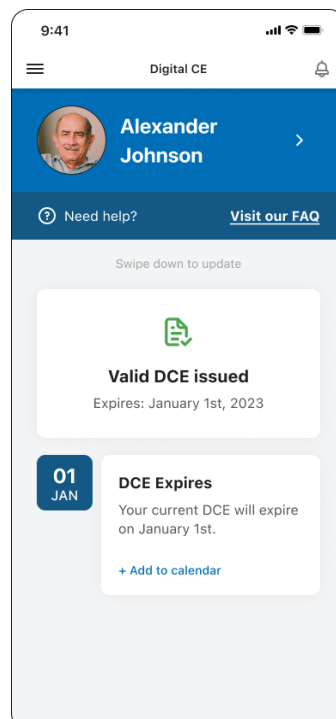 9:41
Digital CE
Alexander
Johnson
Need help?
Visit our FAQ
Swipe down to update
Valid DCE issued
Expires: January 1st, 2023
01
JAN
DCE Expires
Your current DCE will expire
on January 1st.
+ Add to calendar